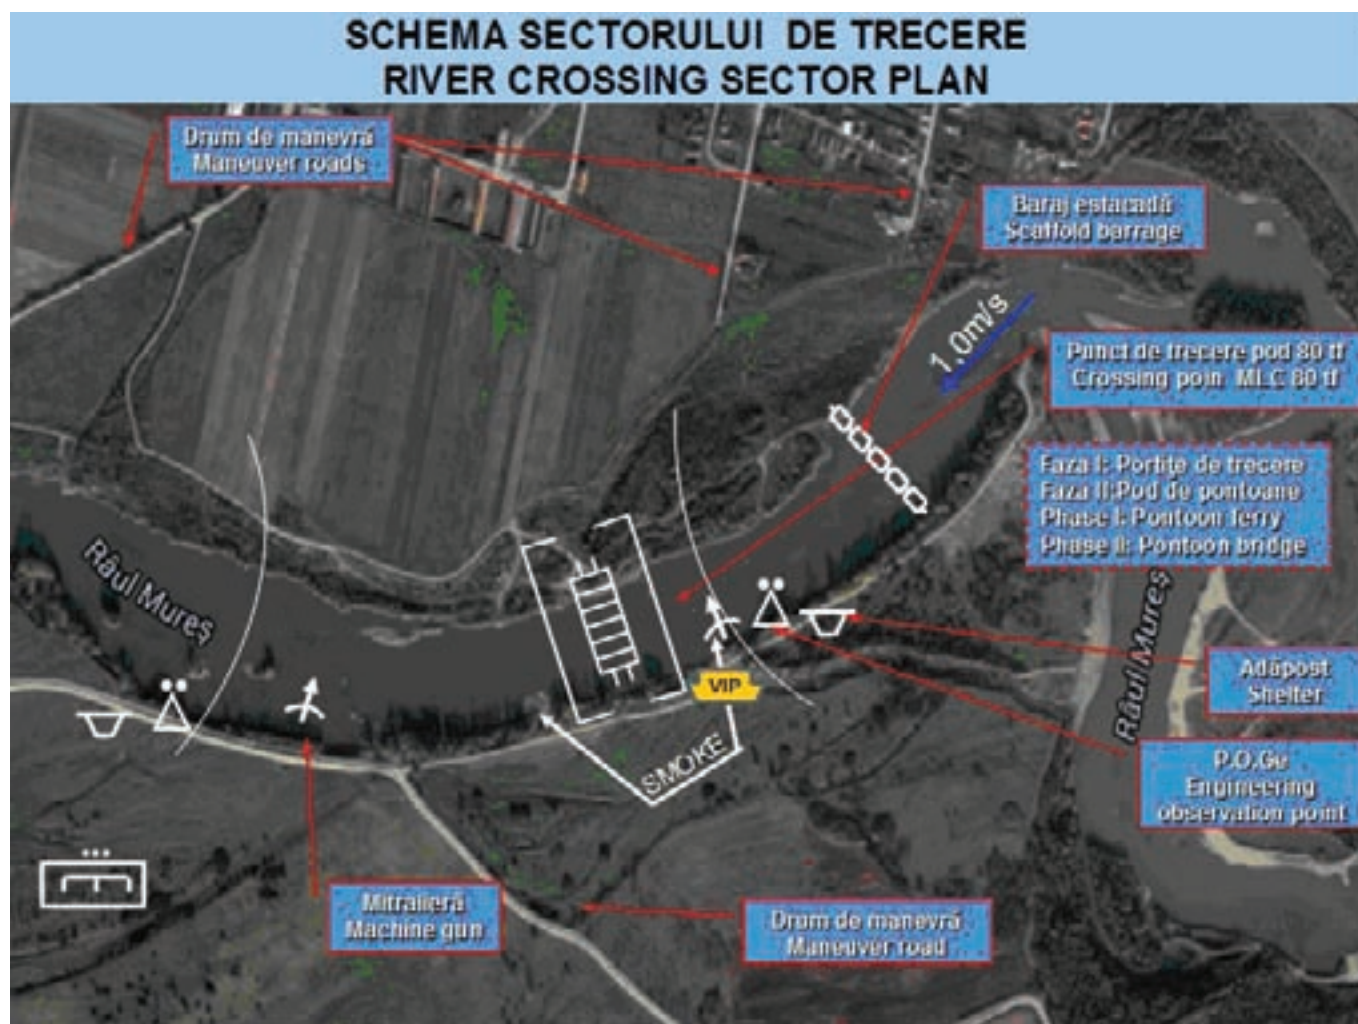 SCHEMA SECTORULUI DE TRECERE
RIVER CROSSING SECTOR PLAN
Drum de manevră
Maneuver roads
Baraj estacadă
Scaffold barrage
1,0m/s
Punct de trecere pod 80 tf
Crossing poin MLC 80 tf
Faza I: Portițe de trecere
Faza II:Pod de pontoane
Phase I: Pontoon ferry
Phase II: Pontoon bridge
Râul Mureș
Râul Mureș
VIP
Adăpost
Shelter
SMOKE
P.O.Ge
Engineering
observation point
Mitralieră
Machine gun
Drum de manevră
Maneuver road